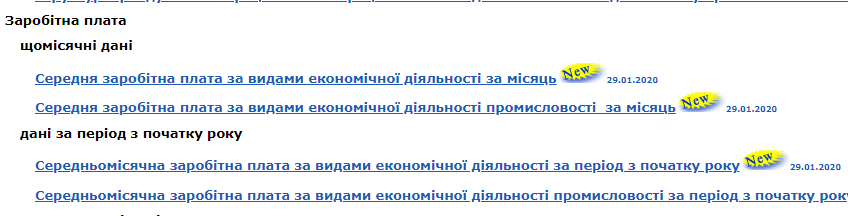 Заробітна плата
щомісячні дані
Середня заробітна плата за видами економічної діяльності за місяць New 29.01.2020
Середня заробітна плата за видами економічної діяльності промисловості за місяць New 29.01.2020
дані за період з початку року
Середньомісячна заробітна плата за видами економічної діяльності за період з початку року New 29.01.2020
Середньомісячна заробітна плата за видами економічної діяльності промисловості за період з початку